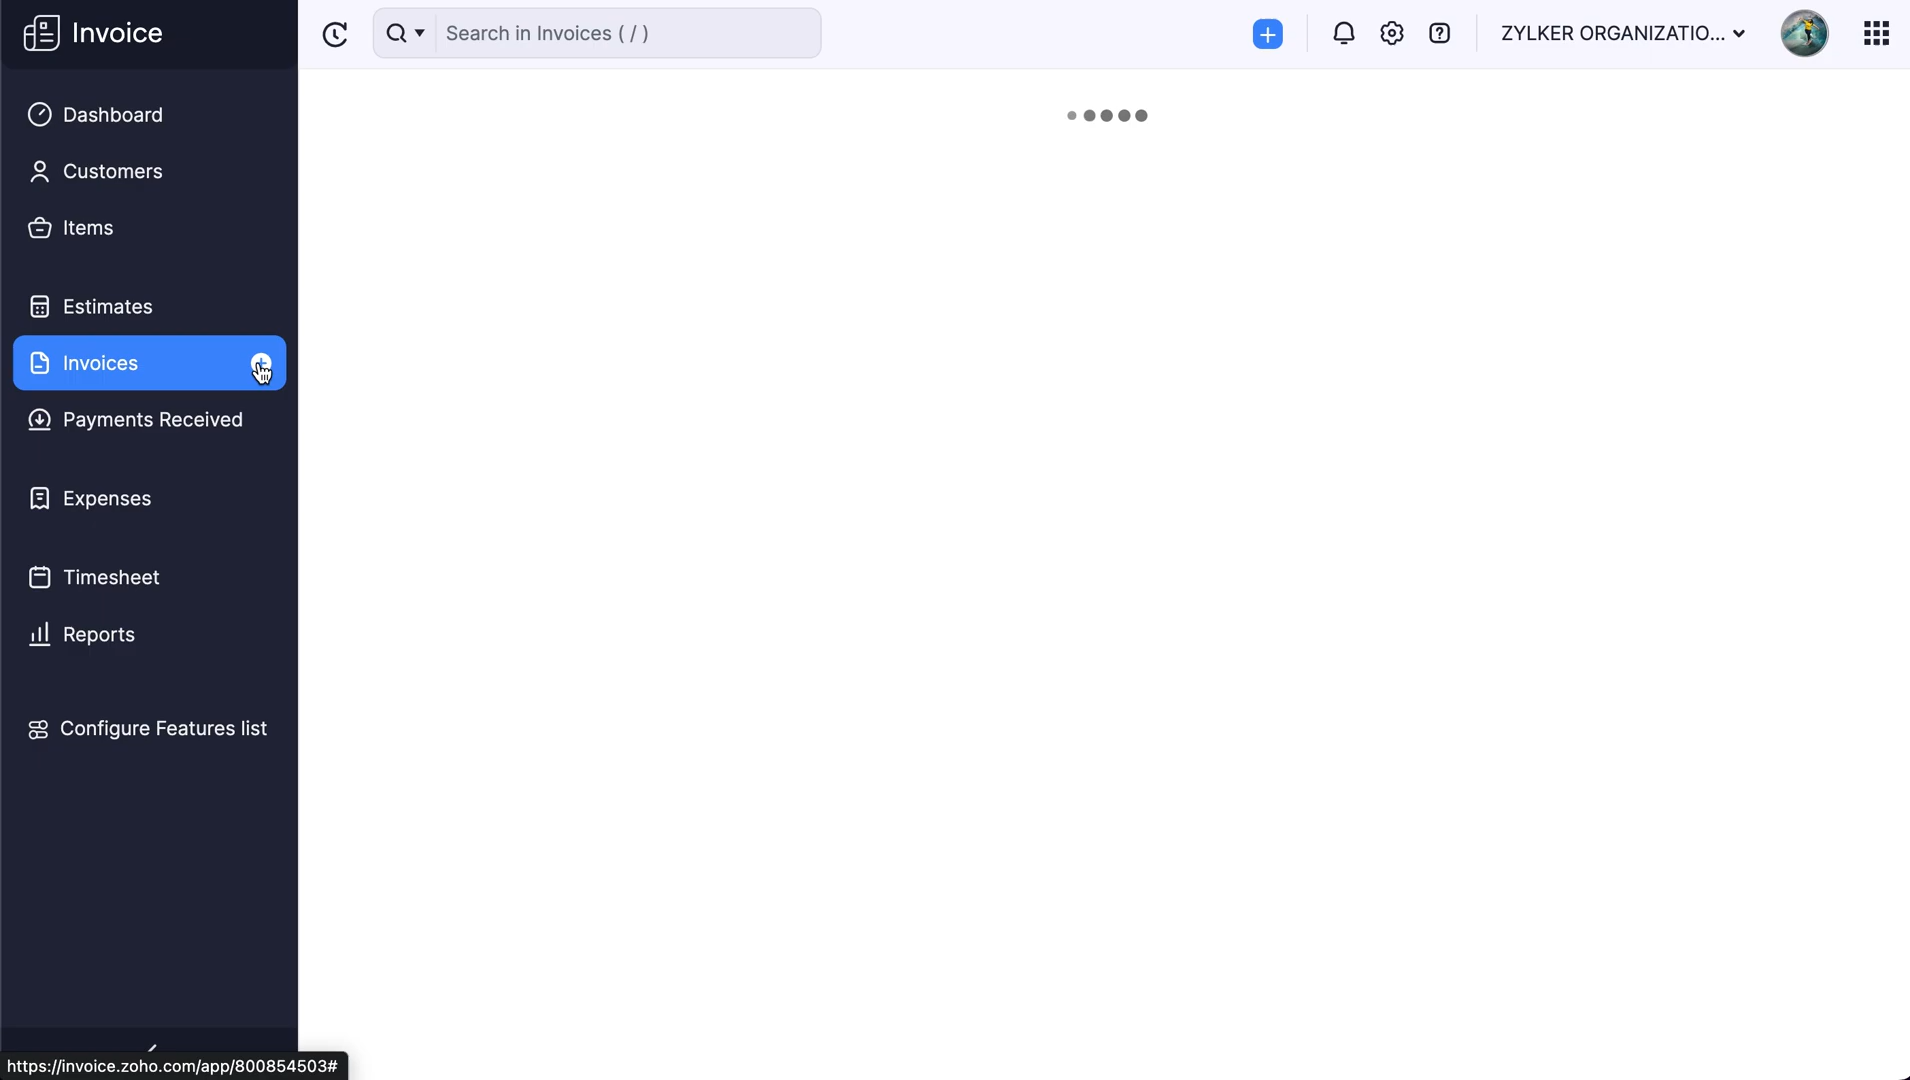 Invoice
Search in Invoices ( / )
ZYLKER ORGANIZATIO...
Dashboard
Customers
Items
Estimates
Invoices
Payments Received
Expenses
Timesheet
Reports
Configure Features list
https://invoice.zoho.com/app/800854503#